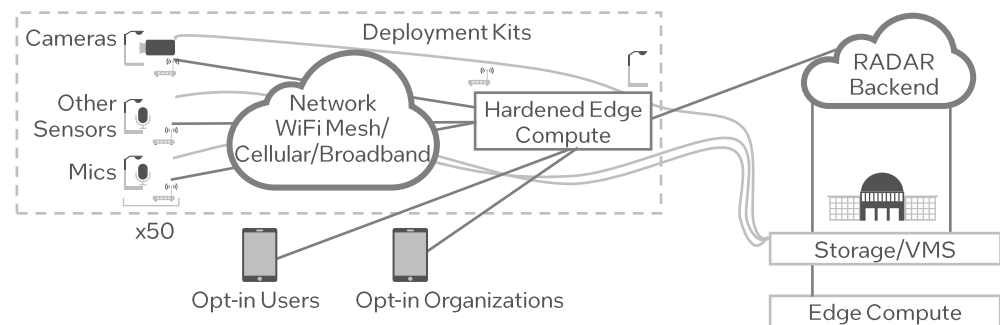 Cameras
Deployment Kits
Other
Sensors
Mics
x50
Network
WiFi Mesh/
Cellular/Broadband
Hardened Edge
Compute
RADAR
Backend
Storage/VMS
Edge Compute
Opt-in Users
Opt-in Organizations